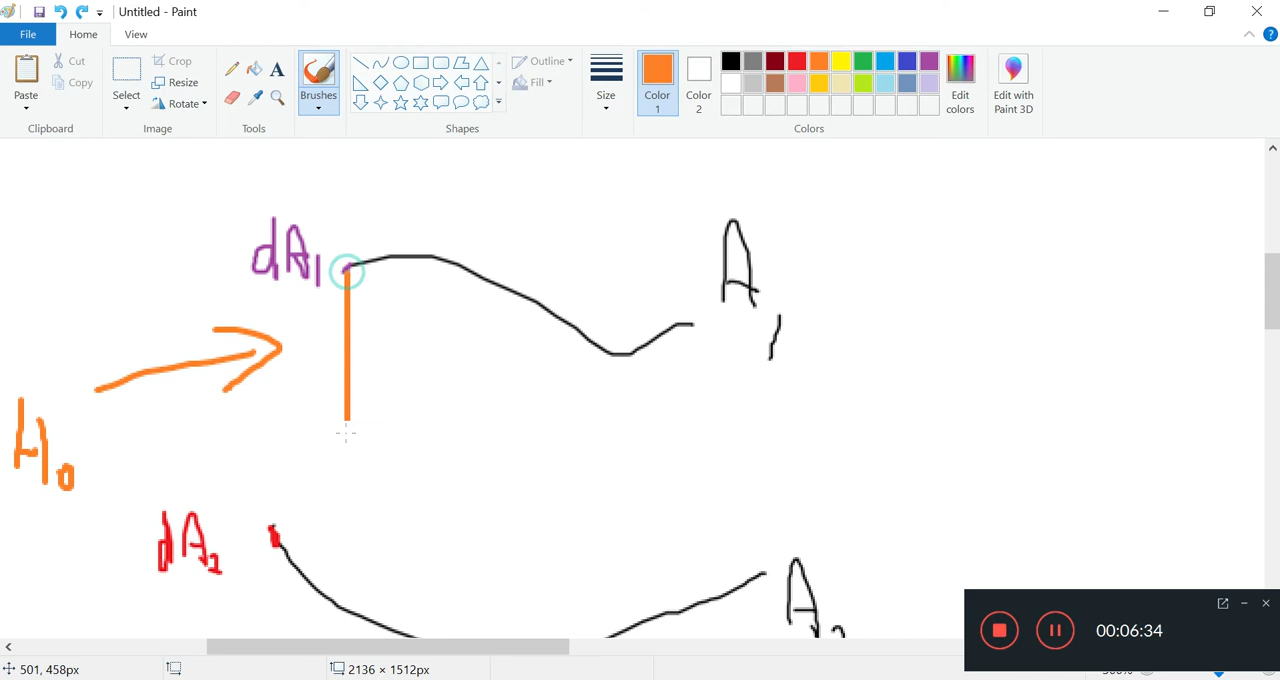 Untitled - Paint
File Home View
Paste
Cut
Copy
Clipboard
Select
Crop
Resize
Rotate
Image
A
Tools
Brushes
Shapes
Outline
Fill
Size
Color 1
Color 2
Edit colors
Colors
Edit with Paint 3D
dA1
A1
dA2
A2
00:06:34
501, 458px
2136 × 1512px